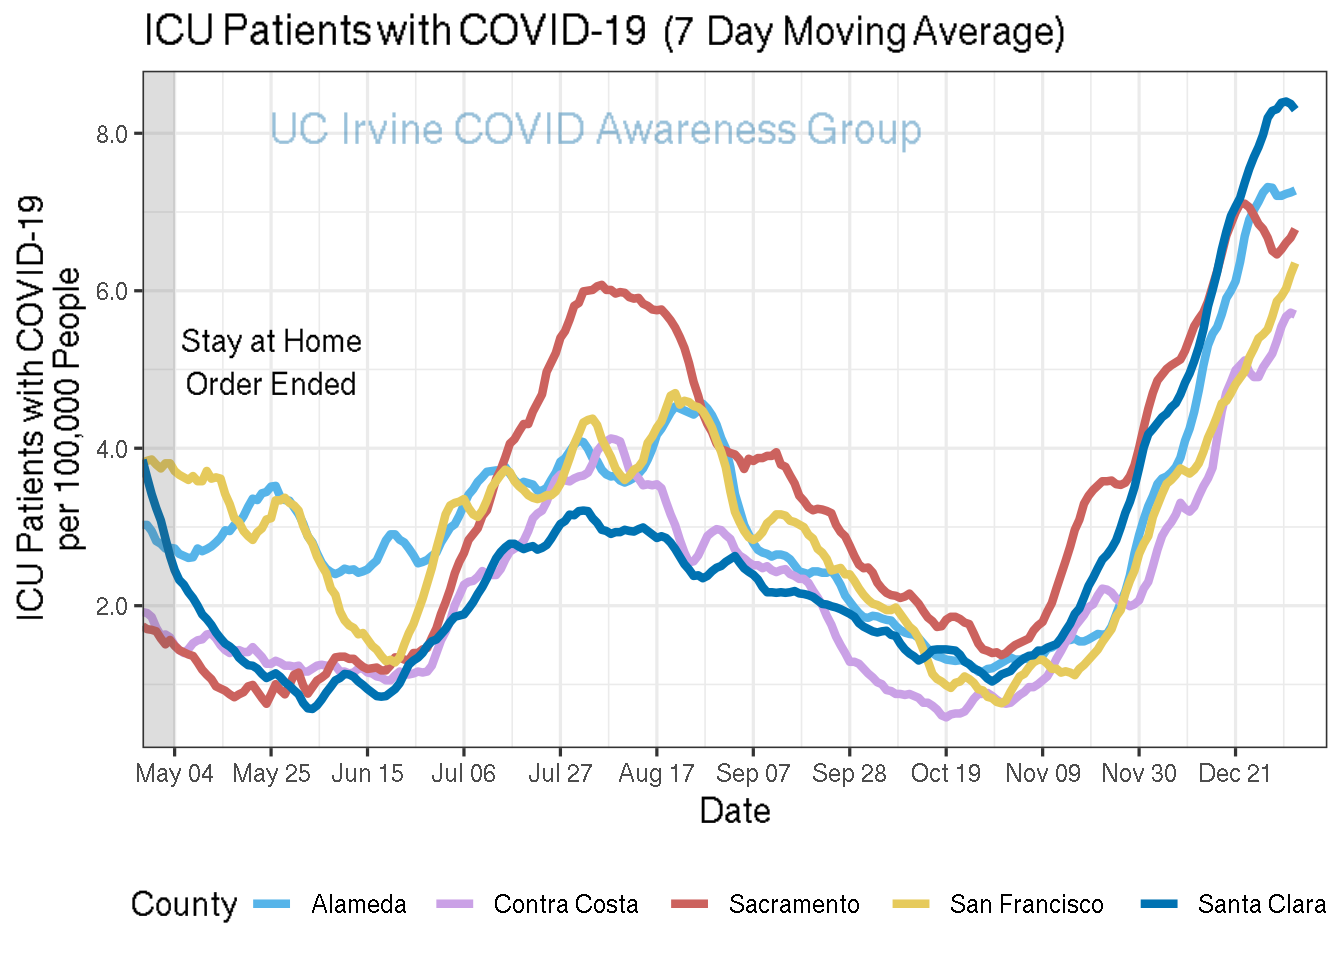 ICU Patients with COVID-19 (7 Day Moving Average)
UC Irvine COVID Awareness Group
8.0
6.0
4.0
2.0
ICU Patients with COVID-19
per 100,000 People
Stay at Home
Order Ended
May 04 May 25 Jun 15 Jul 06 Jul 27 Aug 17 Sep 07 Sep 28 Oct 19 Nov 09 Nov 30 Dec 21
Date
County Alameda Contra Costa Sacramento San Francisco Santa Clara